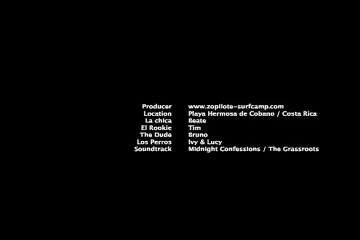 Producer www.zopilote-surfcamp.com
Location Playa Hermosa de Cobano / Costa Rica
La chica Beate
El Rookie Tim
The Dude Bruno
Los Perros Ivy & Lucy
Soundtrack Midnight Confessions / The Grassroots